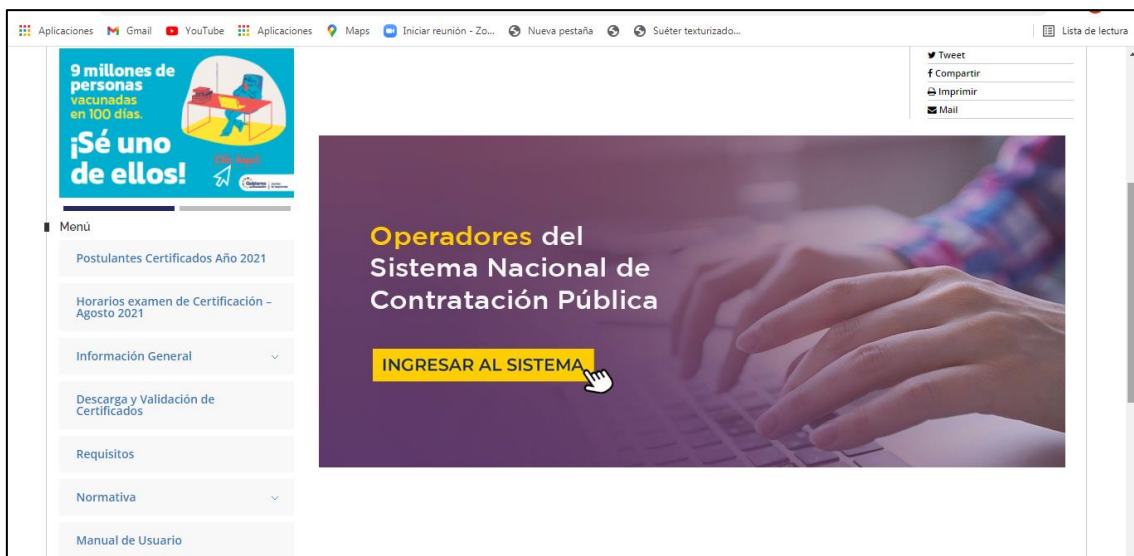 Aplicaciones Gmail YouTube Aplicaciones Maps Iniciar reunión - Zo... Nueva pestaña Suéter texturizado... Lista de lectura
9 millones de
personas
vacunadas
en 100 días.
¡Sé uno
de ellos!
Clic Aquí
Tweet
Compartir
Imprimir
Mail
Menú
Postulantes Certificados Año 2021
Horarios examen de Certificación –
Agosto 2021
Información General
Descarga y Validación de
Certificados
Requisitos
Normativa
Manual de Usuario
Operadores del
Sistema Nacional de
Contratación Pública
INGRESAR AL SISTEMA